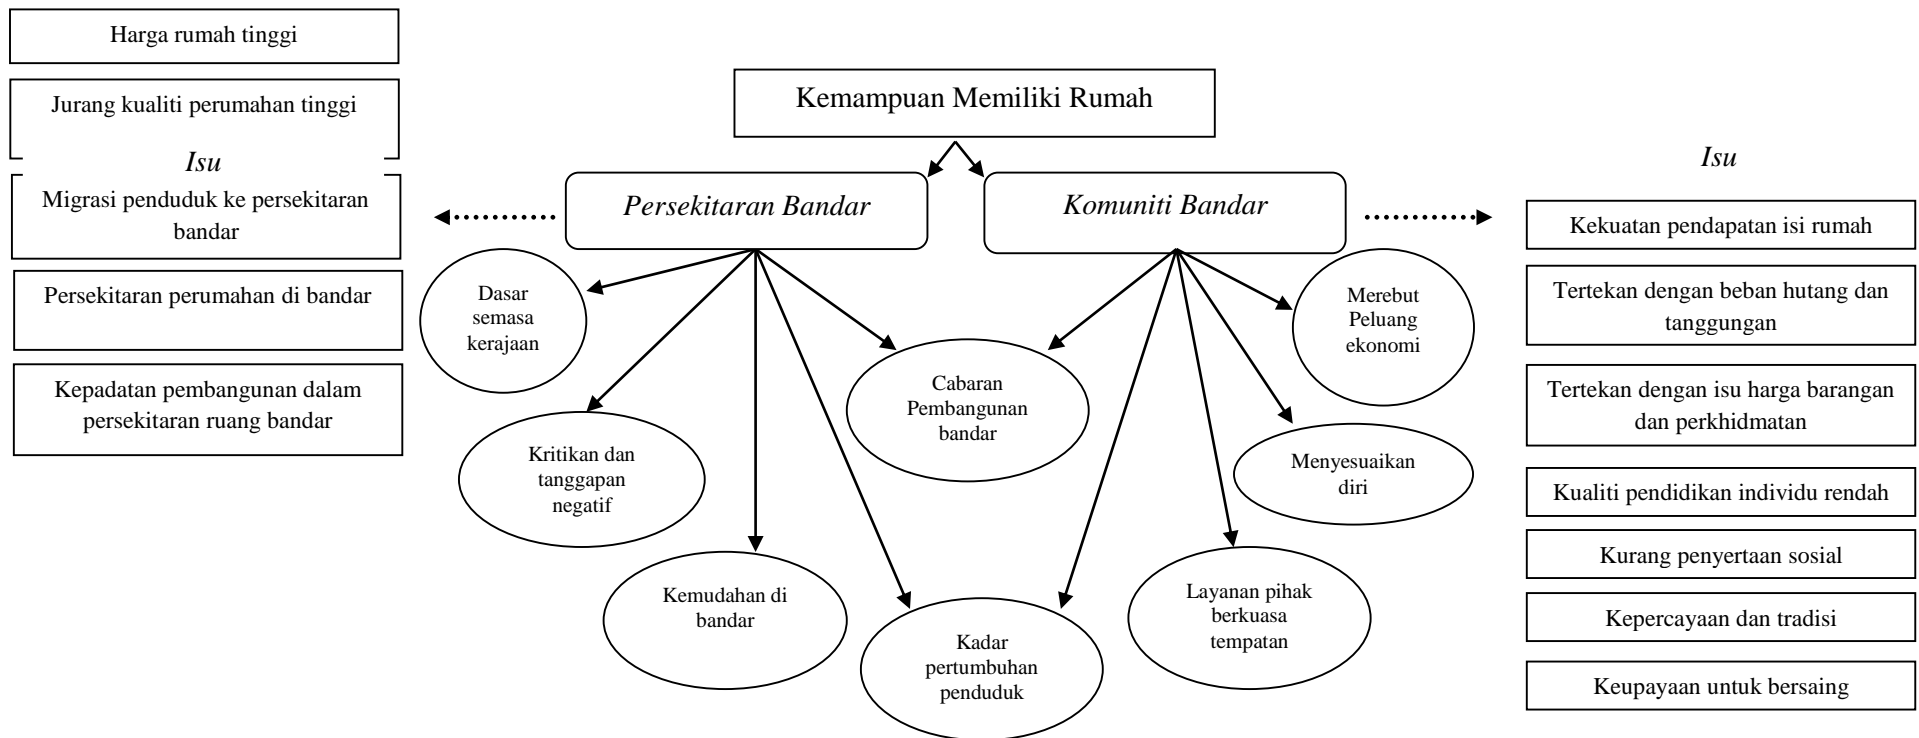 Harga rumah tinggi
Jurang kualiti perumahan tinggi
Isu
Migrasi penduduk ke persekitaran
bandar
Persekitaran perumahan di bandar
Kepadatan pembangunan dalam
persekitaran ruang bandar
Kemampuan Memiliki Rumah
Persekitaran Bandar
Komuniti Bandar
Dasar
semasa
kerajaan
Kritikan dan
tanggapan
negatif
Kemudahan di
bandar
Cabaran
Pembangunan
bandar
Kadar
pertumbuhan
penduduk
Merebut
Peluang
ekonomi
Menyesuaikan
diri
Layanan pihak
berkuasa
tempatan
Isu
Kekuatan pendapatan isi rumah
Tertekan dengan beban hutang dan
tanggungan
Tertekan dengan isu harga barangan
dan perkhidmatan
Kualiti pendidikan individu rendah
Kurang penyertaan sosial
Kepercayaan dan tradisi
Keupayaan untuk bersaing